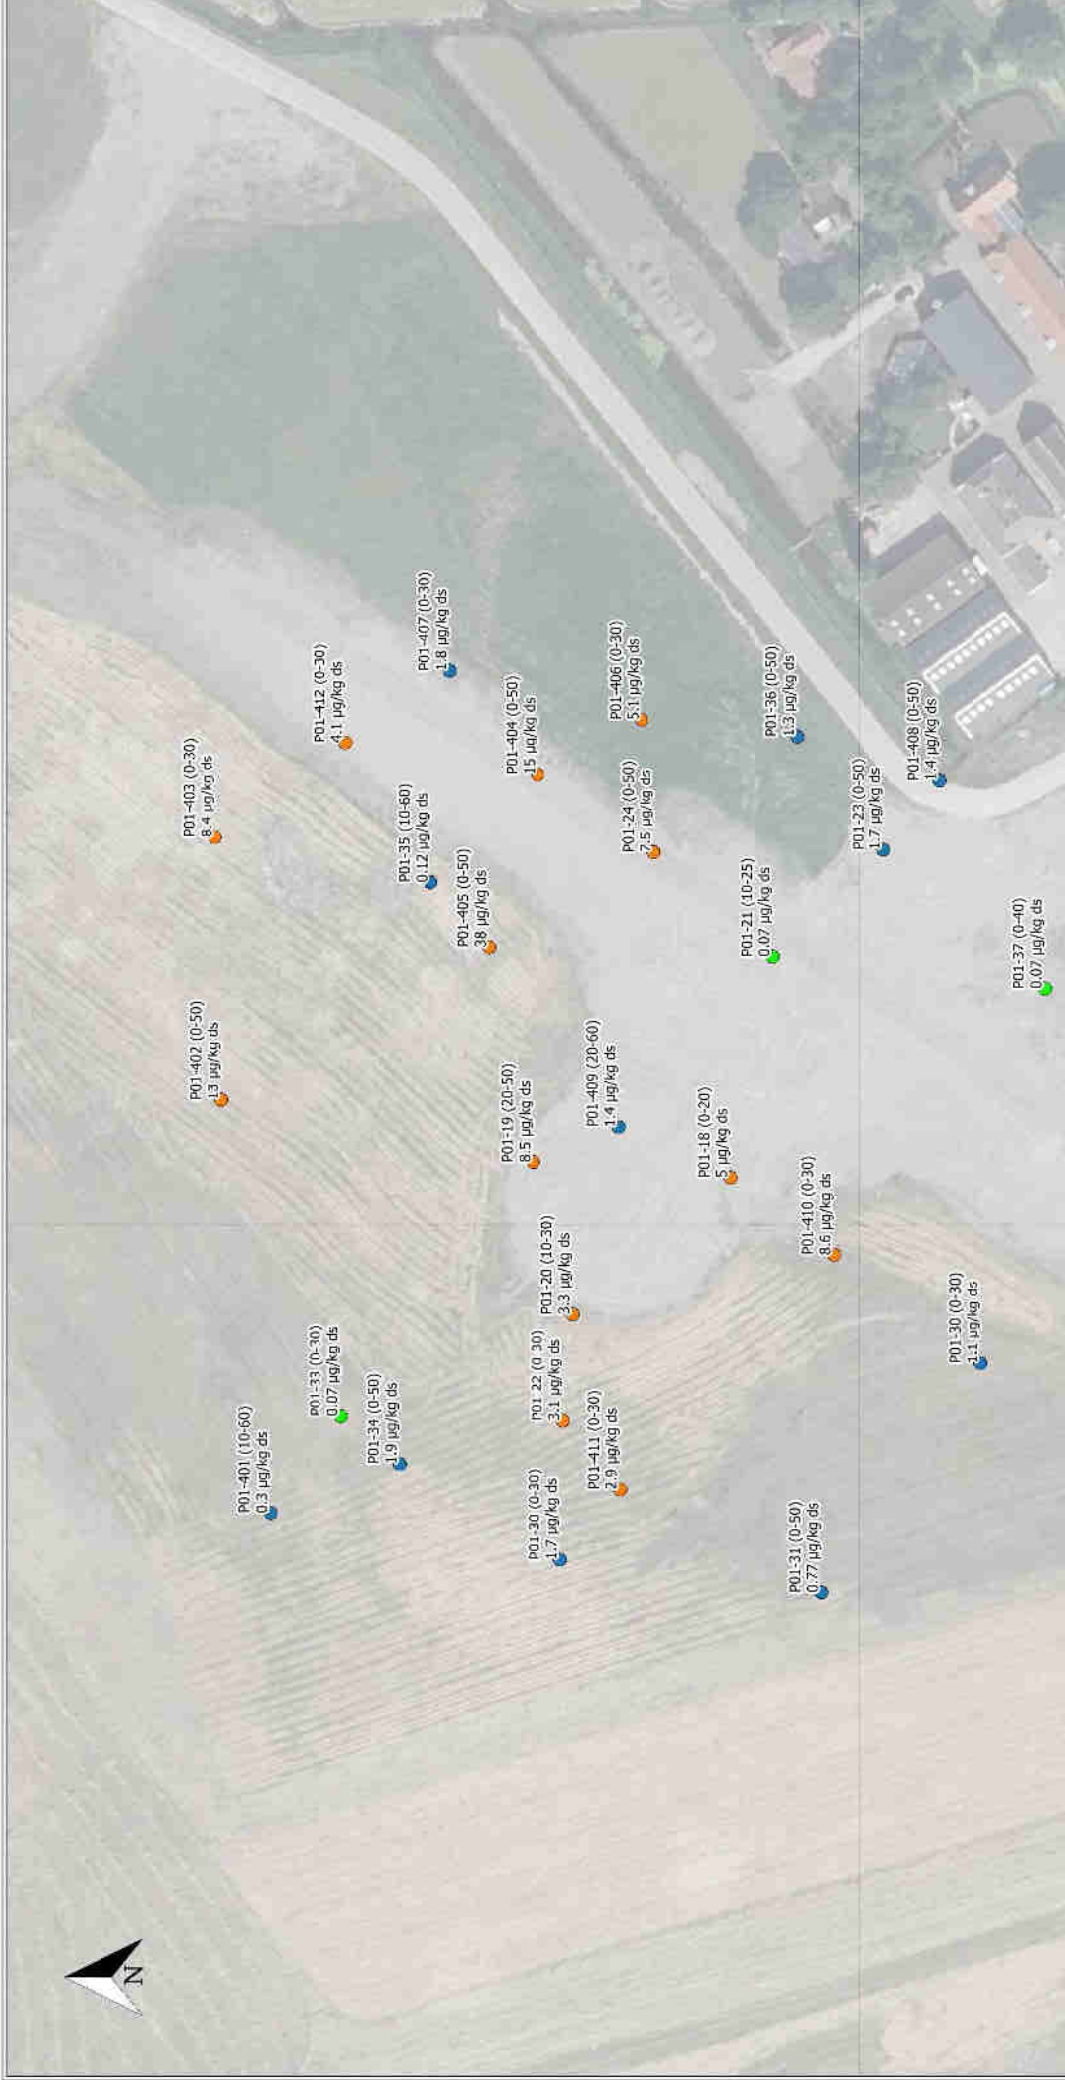 P01-403 (0-30)
8.4 µg/kg ds
P01-402 (0-50)
13 µg/kg ds
P01-401 (10-60)
0.3 µg/kg ds
P01-412 (0-30)
4.1 µg/kg ds
P01-33 (0-30)
0.07 µg/kg ds
P01-34 (0-50)
1.9 µg/kg ds
P01-35 (10-60)
0.12 µg/kg ds
P01-407 (0-30)
1.8 µg/kg ds
P01-405 (0-50)
38 µg/kg ds
P01-404 (0-50)
15 µg/kg ds
P01-19 (20-50)
8.5 µg/kg ds
P01-20 (10-30)
3.3 µg/kg ds
P01-22 (0-30)
3.1 µg/kg ds
P01-30 (0-30)
1.7 µg/kg ds
P01-411 (0-30)
2.9 µg/kg ds
P01-409 (20-60)
1.4 µg/kg ds
P01-406 (0-30)
5.1 µg/kg ds
P01-24 (0-50)
7.5 µg/kg ds
P01-18 (0-20)
5 µg/kg ds
P01-21 (10-25)
0.07 µg/kg ds
P01-36 (0-50)
1.3 µg/kg ds
P01-410 (0-30)
8.6 µg/kg ds
P01-31 (0-50)
0.77 µg/kg ds
P01-23 (0-50)
1.7 µg/kg ds
P01-408 (0-50)
1.4 µg/kg ds
P01-30 (0-30)
1.1 µg/kg ds
P01-37 (0-40)
0.07 µg/kg ds
N